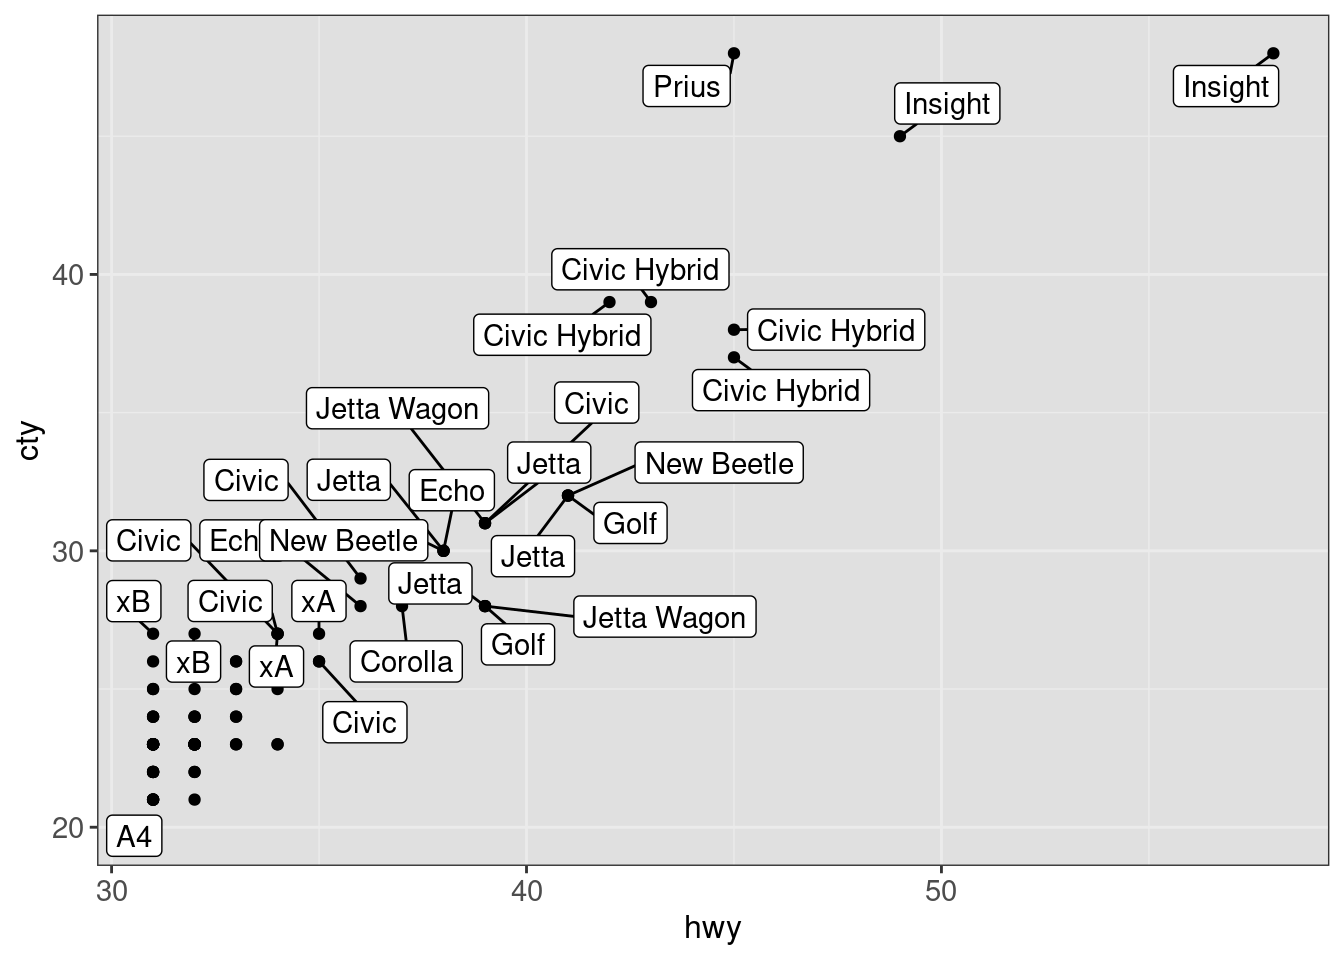 Prius
Insight
Insight
Civic Hybrid
Civic Hybrid
Civic Hybrid
Civic Hybrid
Jetta Wagon
Civic
Jetta
New Beetle
Civic
Jetta
Echo
Golf
Civic
Ech
New Beetle
Jetta
Jetta
xB
Civic
xA
Jetta Wagon
Golf
xB
xA
Corolla
Civic
A4
40
30
20
30
40
50
cty
hwy